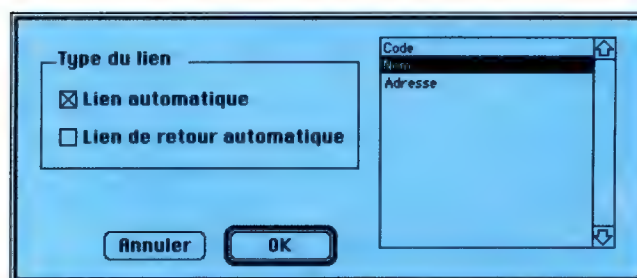 Type du lien
Lien automatique
Lien de retour automatique
Annuler
OK
Code
Nom
Adresse